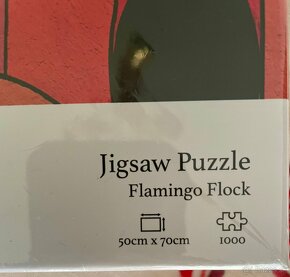 Jigsaw Puzzle
Flamingo Flock
50cm x 70cm
1000